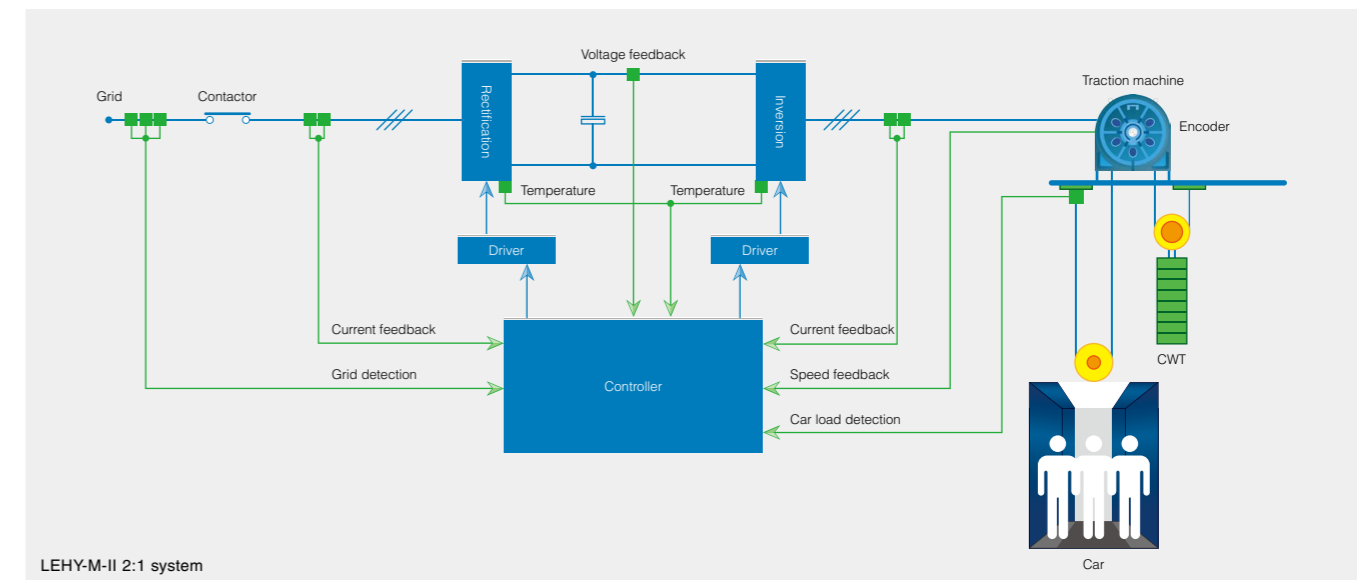 Voltage feedback
Traction machine
Grid
Contactor
Rectification
Inversion
Encoder
Temperature
Temperature
Driver
Driver
Current feedback
Current feedback
CWT
Grid detection
Controller
Speed feedback
Car load detection
LEHY-M-II 2:1 system
Car